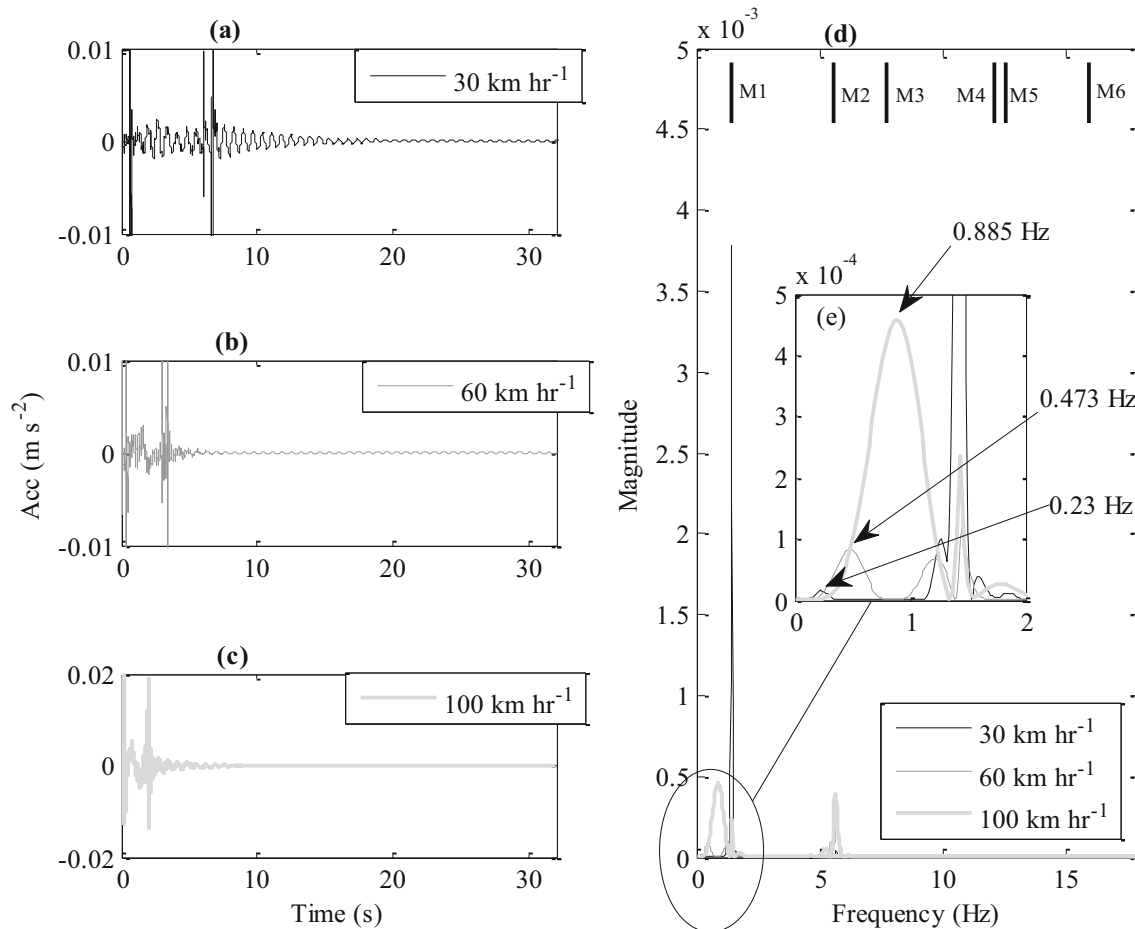 (a)
0.01
0
-0.01
30 km hr-1
0 10 20 30
(b)
0.01
0
-0.01
60 km hr-1
0 10 20 30
(c)
0.02
0
-0.02
100 km hr-1
0 10 20 30
Acc (m s-2)
Time (s)
x 10-3
(d)
5
4.5
4
3.5
3
2.5
2
1.5
1
0.5
0
M1 M2 M3 M4 M5 M6
0.885 Hz
x 10-4
(e)
5
4
3
2
1
0
0 1 2
0.473 Hz
0.23 Hz
30 km hr-1
60 km hr-1
100 km hr-1
0 5 10 15
Magnitude
Frequency (Hz)